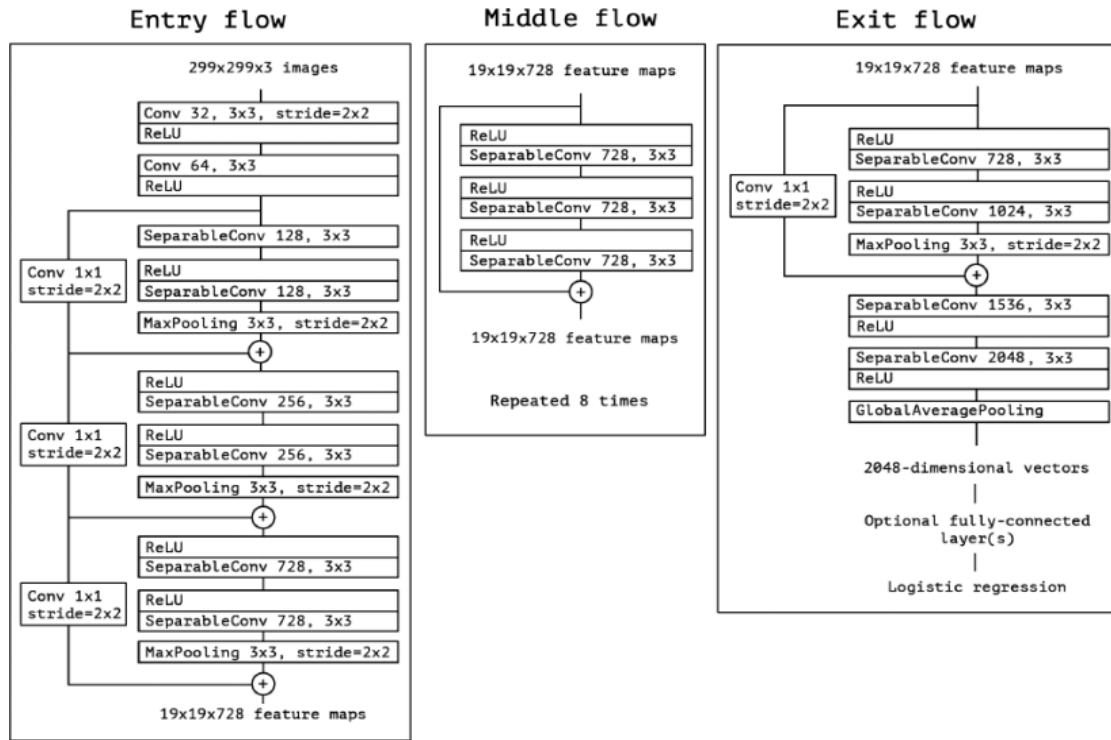 Entry flow
299x299x3 images
Conv 32, 3x3, stride=2x2
ReLU
Conv 64, 3x3
ReLU
SeparableConv 128, 3x3
Conv 1x1
stride=2x2
ReLU
SeparableConv 128, 3x3
MaxPooling 3x3, stride=2x2
+
ReLU
SeparableConv 256, 3x3
Conv 1x1
stride=2x2
ReLU
SeparableConv 256, 3x3
MaxPooling 3x3, stride=2x2
+
ReLU
SeparableConv 728, 3x3
Conv 1x1
stride=2x2
ReLU
SeparableConv 728, 3x3
MaxPooling 3x3, stride=2x2
+
19x19x728 feature maps
Middle flow
19x19x728 feature maps
ReLU
SeparableConv 728, 3x3
ReLU
SeparableConv 728, 3x3
ReLU
SeparableConv 728, 3x3
+
19x19x728 feature maps
Repeated 8 times
Exit flow
19x19x728 feature maps
ReLU
SeparableConv 728, 3x3
Conv 1x1
stride=2x2
ReLU
SeparableConv 1024, 3x3
MaxPooling 3x3, stride=2x2
+
SeparableConv 1536, 3x3
ReLU
SeparableConv 2048, 3x3
ReLU
GlobalAveragePooling
2048-dimensional vectors
Optional fully-connected
layer(s)
Logistic regression